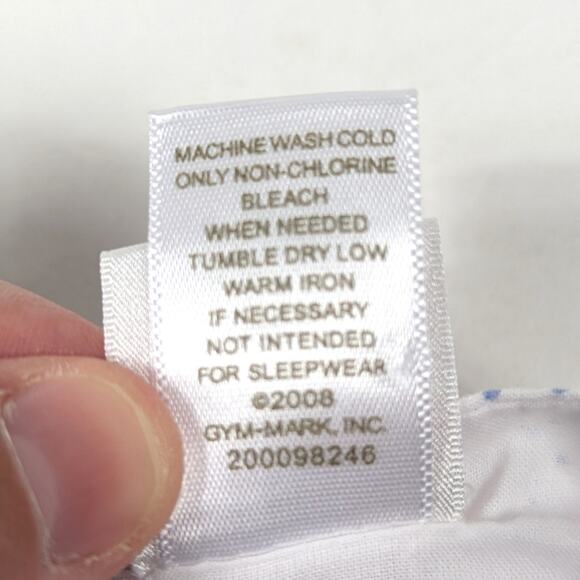 MACHINE WASH COLD
ONLY NON-CHLORINE
BLEACH
WHEN NEEDED
TUMBLE DRY LOW
WARM IRON
IF NECESSARY
NOT INTENDED
FOR SLEEPWEAR
©2008
GYM-MARK, INC.
200098246